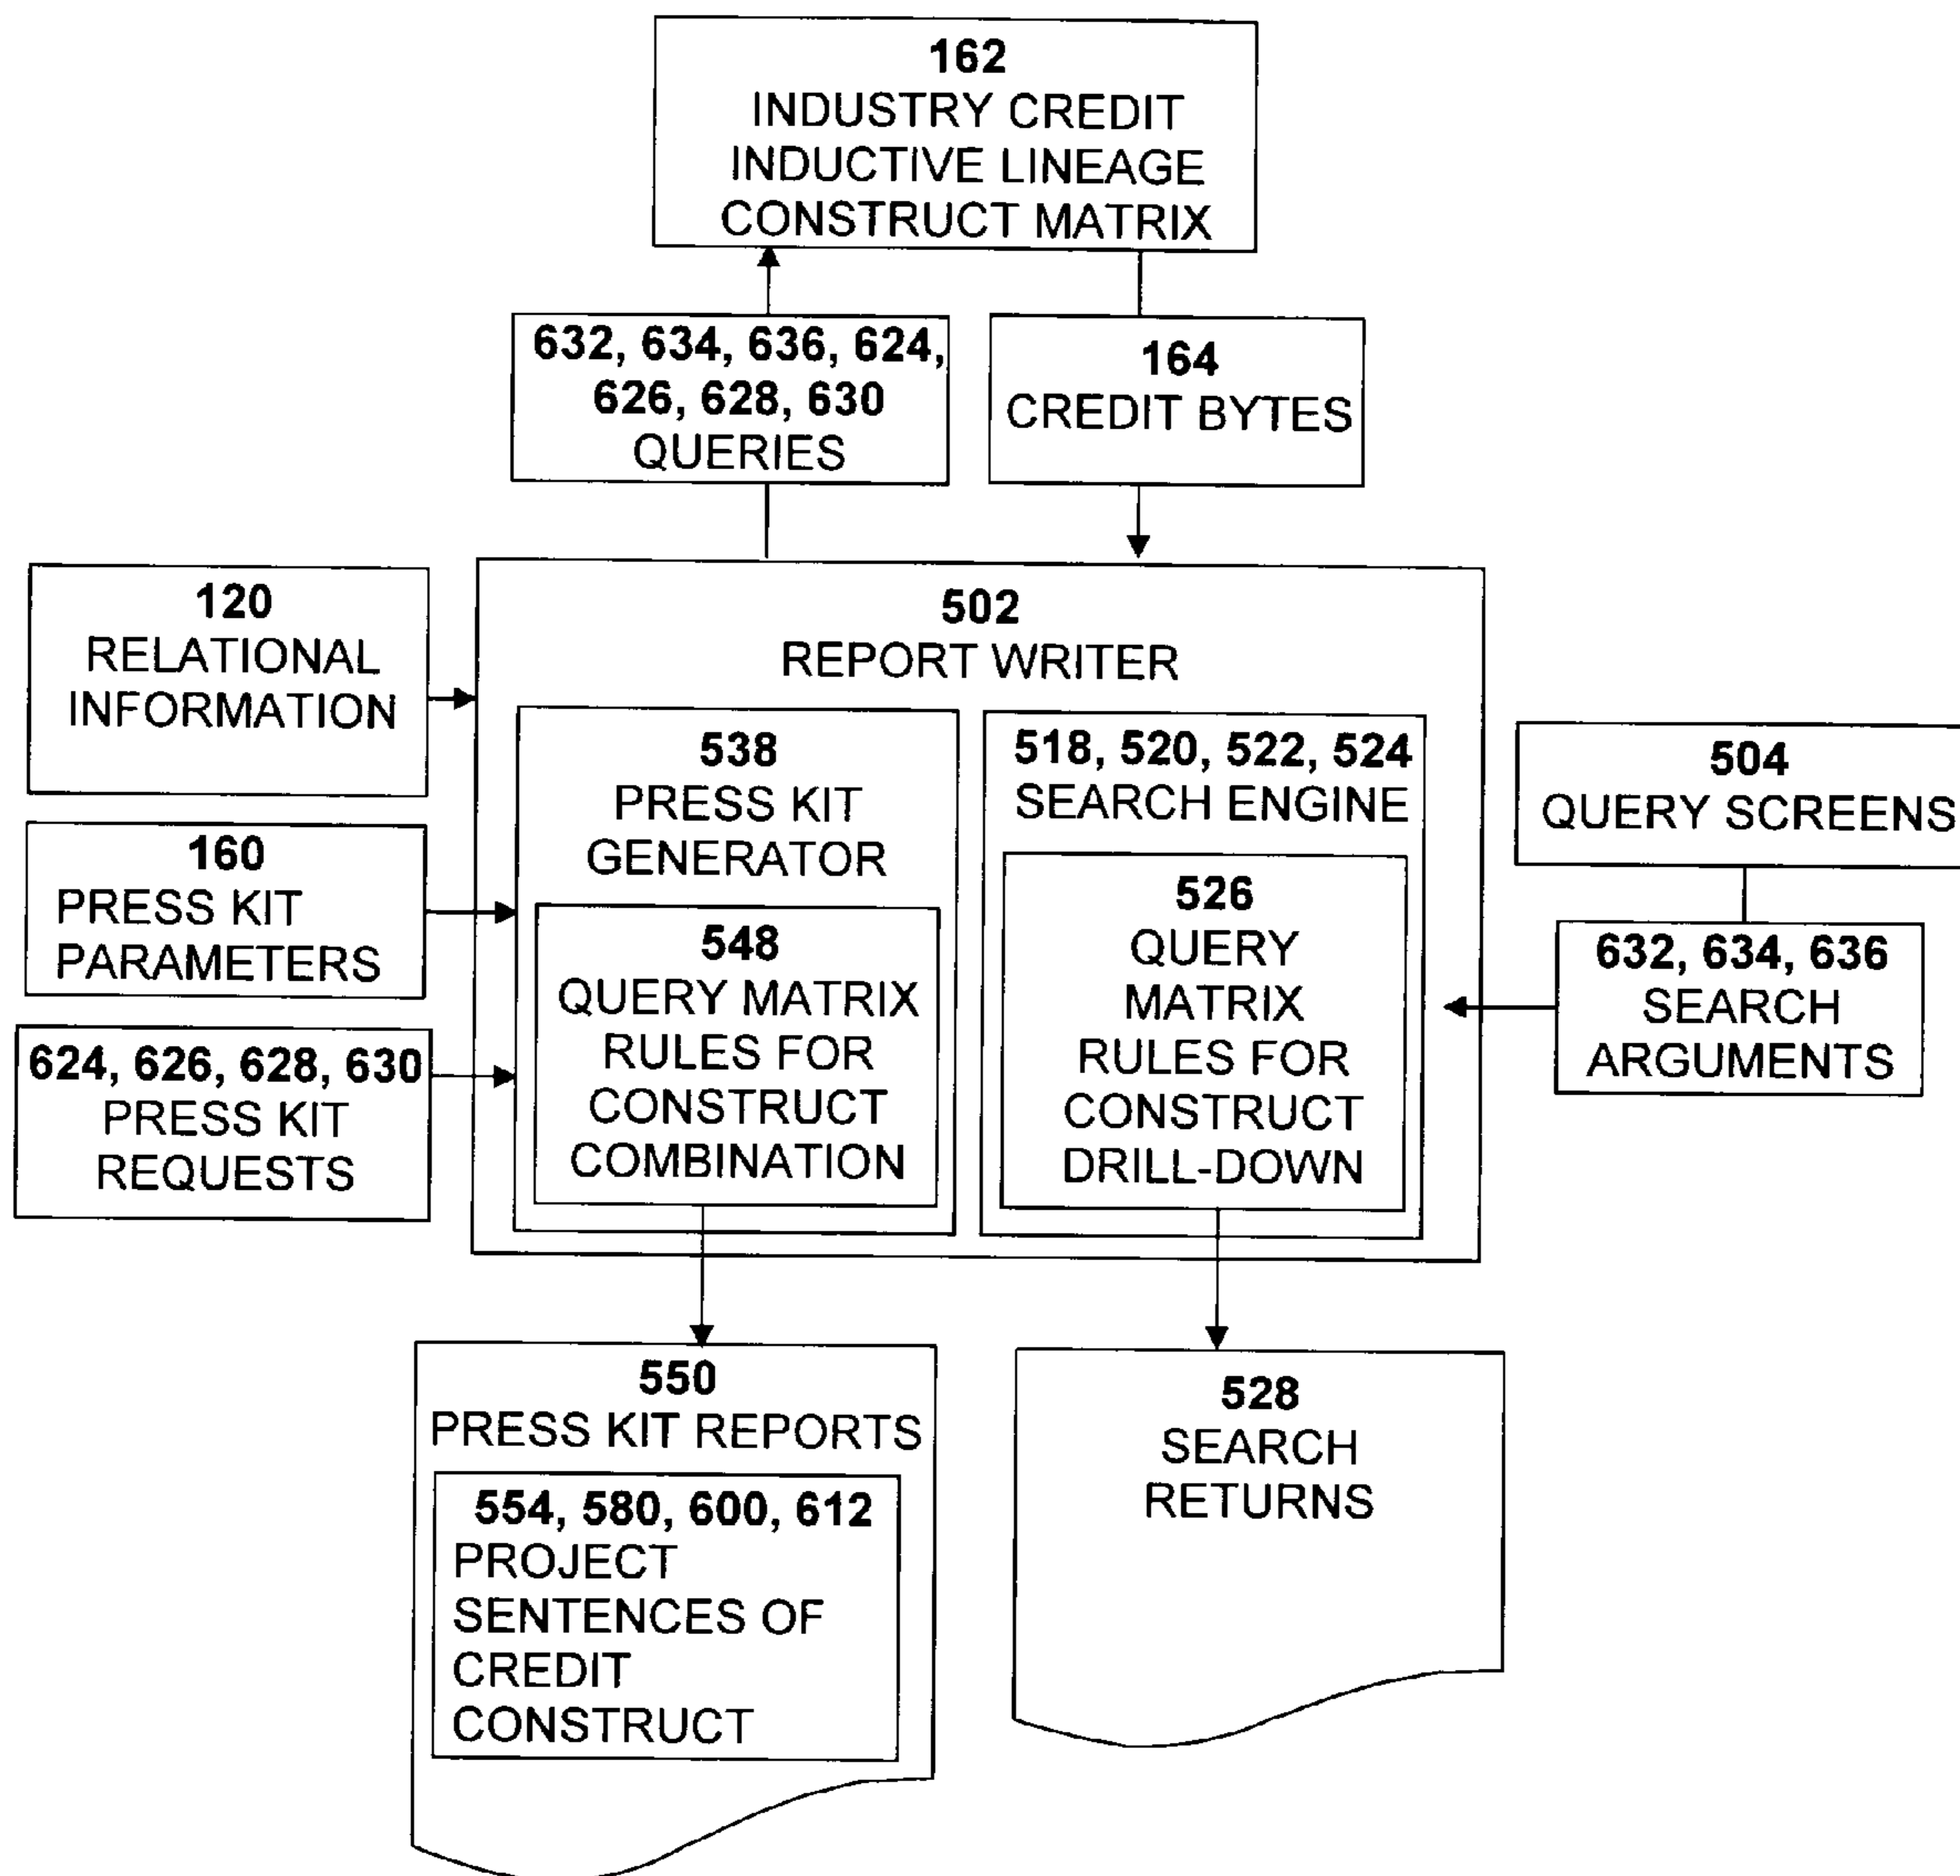 162
INDUSTRY CREDIT
INDUCTIVE LINEAGE
CONSTRUCT MATRIX
632, 634, 636, 624,
626, 628, 630
QUERIES
164
CREDIT BYTES
120
RELATIONAL
INFORMATION
502
REPORT WRITER
160
PRESS KIT
PARAMETERS
624, 626, 628, 630
PRESS KIT
REQUESTS
538
PRESS KIT
GENERATOR
548
QUERY MATRIX
RULES FOR
CONSTRUCT
COMBINATION
518, 520, 522, 524
SEARCH ENGINE
526
QUERY
MATRIX
RULES FOR
CONSTRUCT
DRILL-DOWN
504
QUERY SCREENS
632, 634, 636
SEARCH
ARGUMENTS
550
PRESS KIT REPORTS
554, 580, 600, 612
PROJECT
SENTENCES OF
CREDIT
CONSTRUCT
528
SEARCH
RETURNS